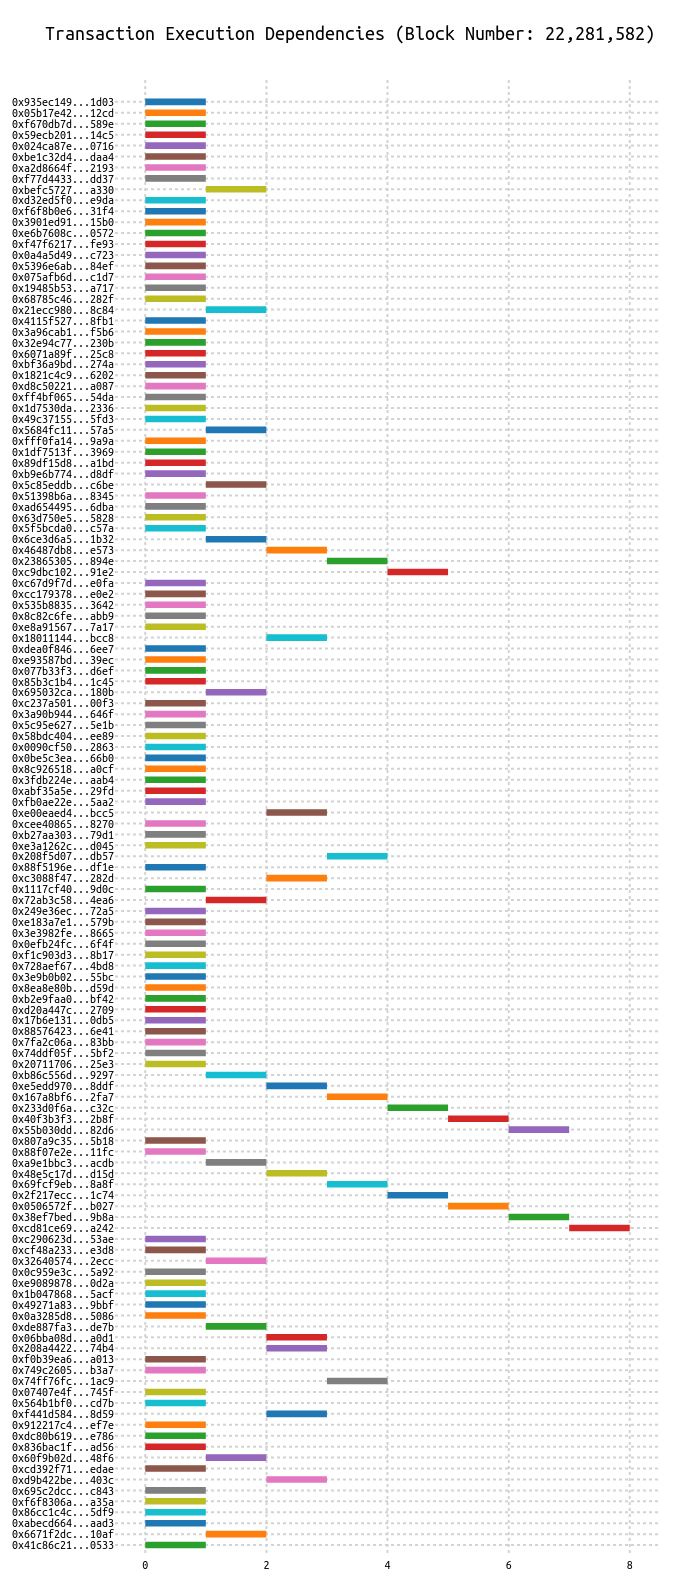 Transaction Execution Dependencies (Block Number: 22,281,582)
0x935ec149...1d03
0x05b17e42...12cd
0xf670db7d...589e
0x59ecb201...14c5
0x024ca87e...0716
0xbe1c32d4...daa4
0xa2d8664f...2193
0xf77d4433...dd37
0xbefc5727...a330
0xd32ed5f0...e9da
0xf6f8b0e6...31f4
0x3901ed91...15b0
0xe6b7608c...0572
0xf47f6217...fe93
0x0a4a5d49...c723
0x5396e6ab...84ef
0x075afb6d...c1d7
0x19485b53...a717
0x68785c46...282f
0x21ecc980...8c84
0x4115f527...8fb1
0x3a96cab1...f5b6
0x32e94c77...230b
0x6071a89f...25c8
0xbf36a9bd...274a
0x1821c4c9...6202
0xd8c50221...a087
0xff4bf065...54da
0x1d7530da...2336
0x49c37155...5fd3
0x5684fc11...57a5
0xfff0fa14...9a9a
0x1df7513f...3969
0x89df15d8...a1bd
0xb9e6b774...d8df
0x5c85eddb...c6be
0x51398b6a...8345
0xad654495...6dba
0x63d750e5...5828
0x5f5bcda0...c57a
0x6ce3d6a5...1b32
0x46487db8...e573
0x23865305...894e
0xc9dbc102...91e2
0xc67d9f7d...e0fa
0xcc179378...e0e2
0x535b8835...3642
0x8c82c6fe...abb9
0xe8a91567...7a17
0x18011144...bcc8
0xdea0f846...6ee7
0xe93587bd...39ec
0x077b33f3...d6ef
0x85b3c1b4...1c45
0x695032ca...180b
0xc237a501...00f3
0x3a90b944...646f
0x5c95e627...5e1b
0x58bdc404...ee89
0x0090cf50...2863
0x0be5c3ea...66b0
0x8c926518...a0cf
0x3fdb224e...aab4
0xabf35a5e...29fd
0xfb0ae22e...5aa2
0xe00eaed4...bcc5
0xcee40865...8270
0xb27aa303...79d1
0xe3a1262c...d045
0x208f5d07...db57
0x88f5196e...df1e
0xc3088f47...282d
0x1117cf40...9d0c
0x72ab3c58...4ea6
0x249e36ec...72a5
0xe183a7e1...579b
0x3e3982fe...8665
0x0efb24fc...6f4f
0xf1c903d3...8b17
0x728aef67...4bd8
0x3e9b0b02...55bc
0x8ea8e80b...d59d
0xb2e9faa0...bf42
0xd20a447c...2709
0x17b6e131...0db5
0x88576423...6e41
0x7fa2c06a...83bb
0x74ddf05f...5bf2
0x20711706...25e3
0xb86c556d...9297
0xe5edd970...8ddf
0x167a8bf6...2fa7
0x233d0f6a...c32c
0x40f3b3f3...2b8f
0x55b030dd...82d6
0x807a9c35...5b18
0x88f07e2e...11fc
0xa9e1bbc3...acdb
0x48e5c17d...d15d
0x69fcf9eb...8a8f
0x2f217ecc...1c74
0x0506572f...b027
0x38ef7bed...9b8a
0xcd81ce69...a242
0xc290623d...53ae
0xcf48a233...e3d8
0x32640574...2ecc
0x0c959e3c...5a92
0xe9089878...0d2a
0x1b047868...5acf
0x49271a83...9bbf
0x0a3285d8...5086
0xde887fa3...de7b
0x06bba08d...a0d1
0x208a4422...74b4
0xf0b39ea6...a013
0x749c2605...b3a7
0x74ff76fc...1ac9
0x07407e4f...745f
0x564b1bf0...cd7b
0xf441d584...8d59
0x912217c4...ef7e
0xdc80b619...e786
0x836bac1f...ad56
0x60f9b02d...48f6
0xcd392f71...edae
0xd9b422be...403c
0x695c2dcc...c843
0xf6f8306a...a35a
0x86cc1c4c...5df9
0xabecd664...aad3
0x6671f2dc...10af
0x41c86c21...0533
0 2 4 6 8